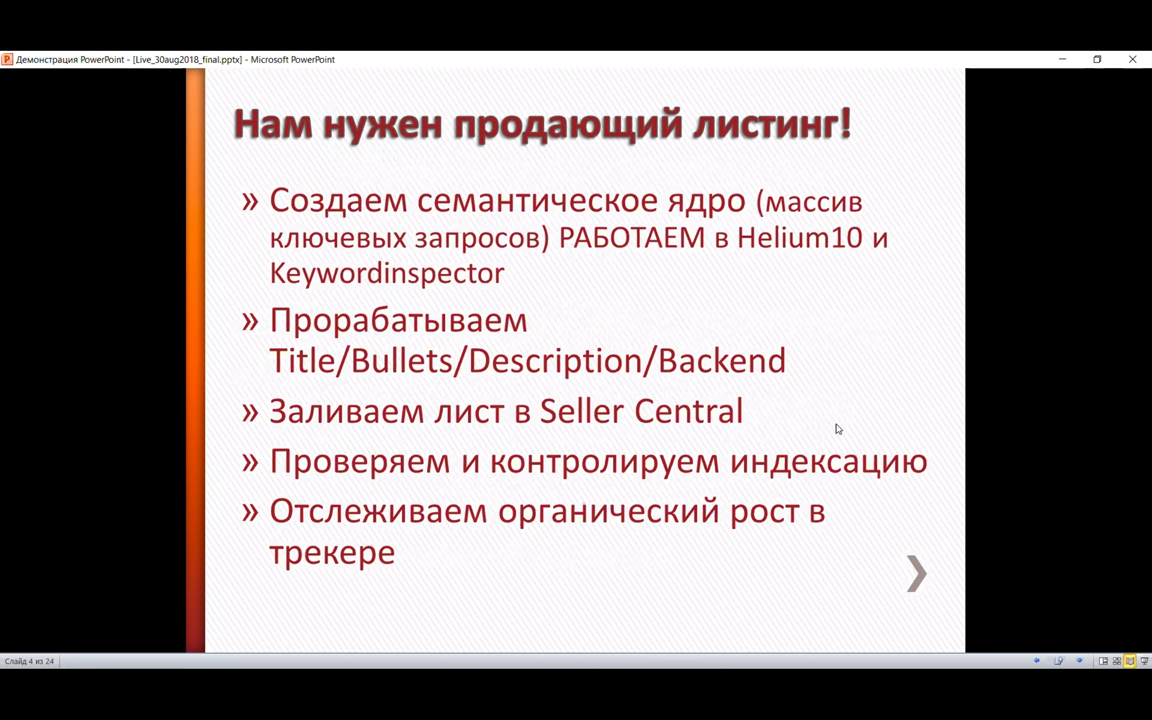 Демонстрация PowerPoint - [Live_30aug2018_final.pptx] - Microsoft PowerPoint
Нам нужен продающий листинг!
» Создаем семантическое ядро (массив
ключевых запросов) РАБОТАЕМ в Helium10 и
Keywordinspector
» Прорабатываем
Title/Bullets/Description/Backend
» Заливаем лист в Seller Central
» Проверяем и контролируем индексацию
» Отслеживаем органический рост в
трекере
Слайд 4 из 24